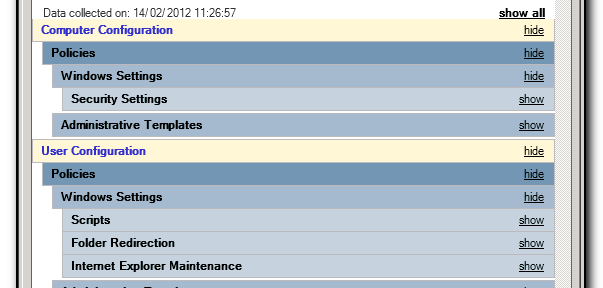 Data collected on: 14/02/2012 11:26:57 show all
Computer Configuration hide
Policies hide
Windows Settings hide
Security Settings show
Administrative Templates show
User Configuration hide
Policies hide
Windows Settings hide
Scripts show
Folder Redirection show
Internet Explorer Maintenance show